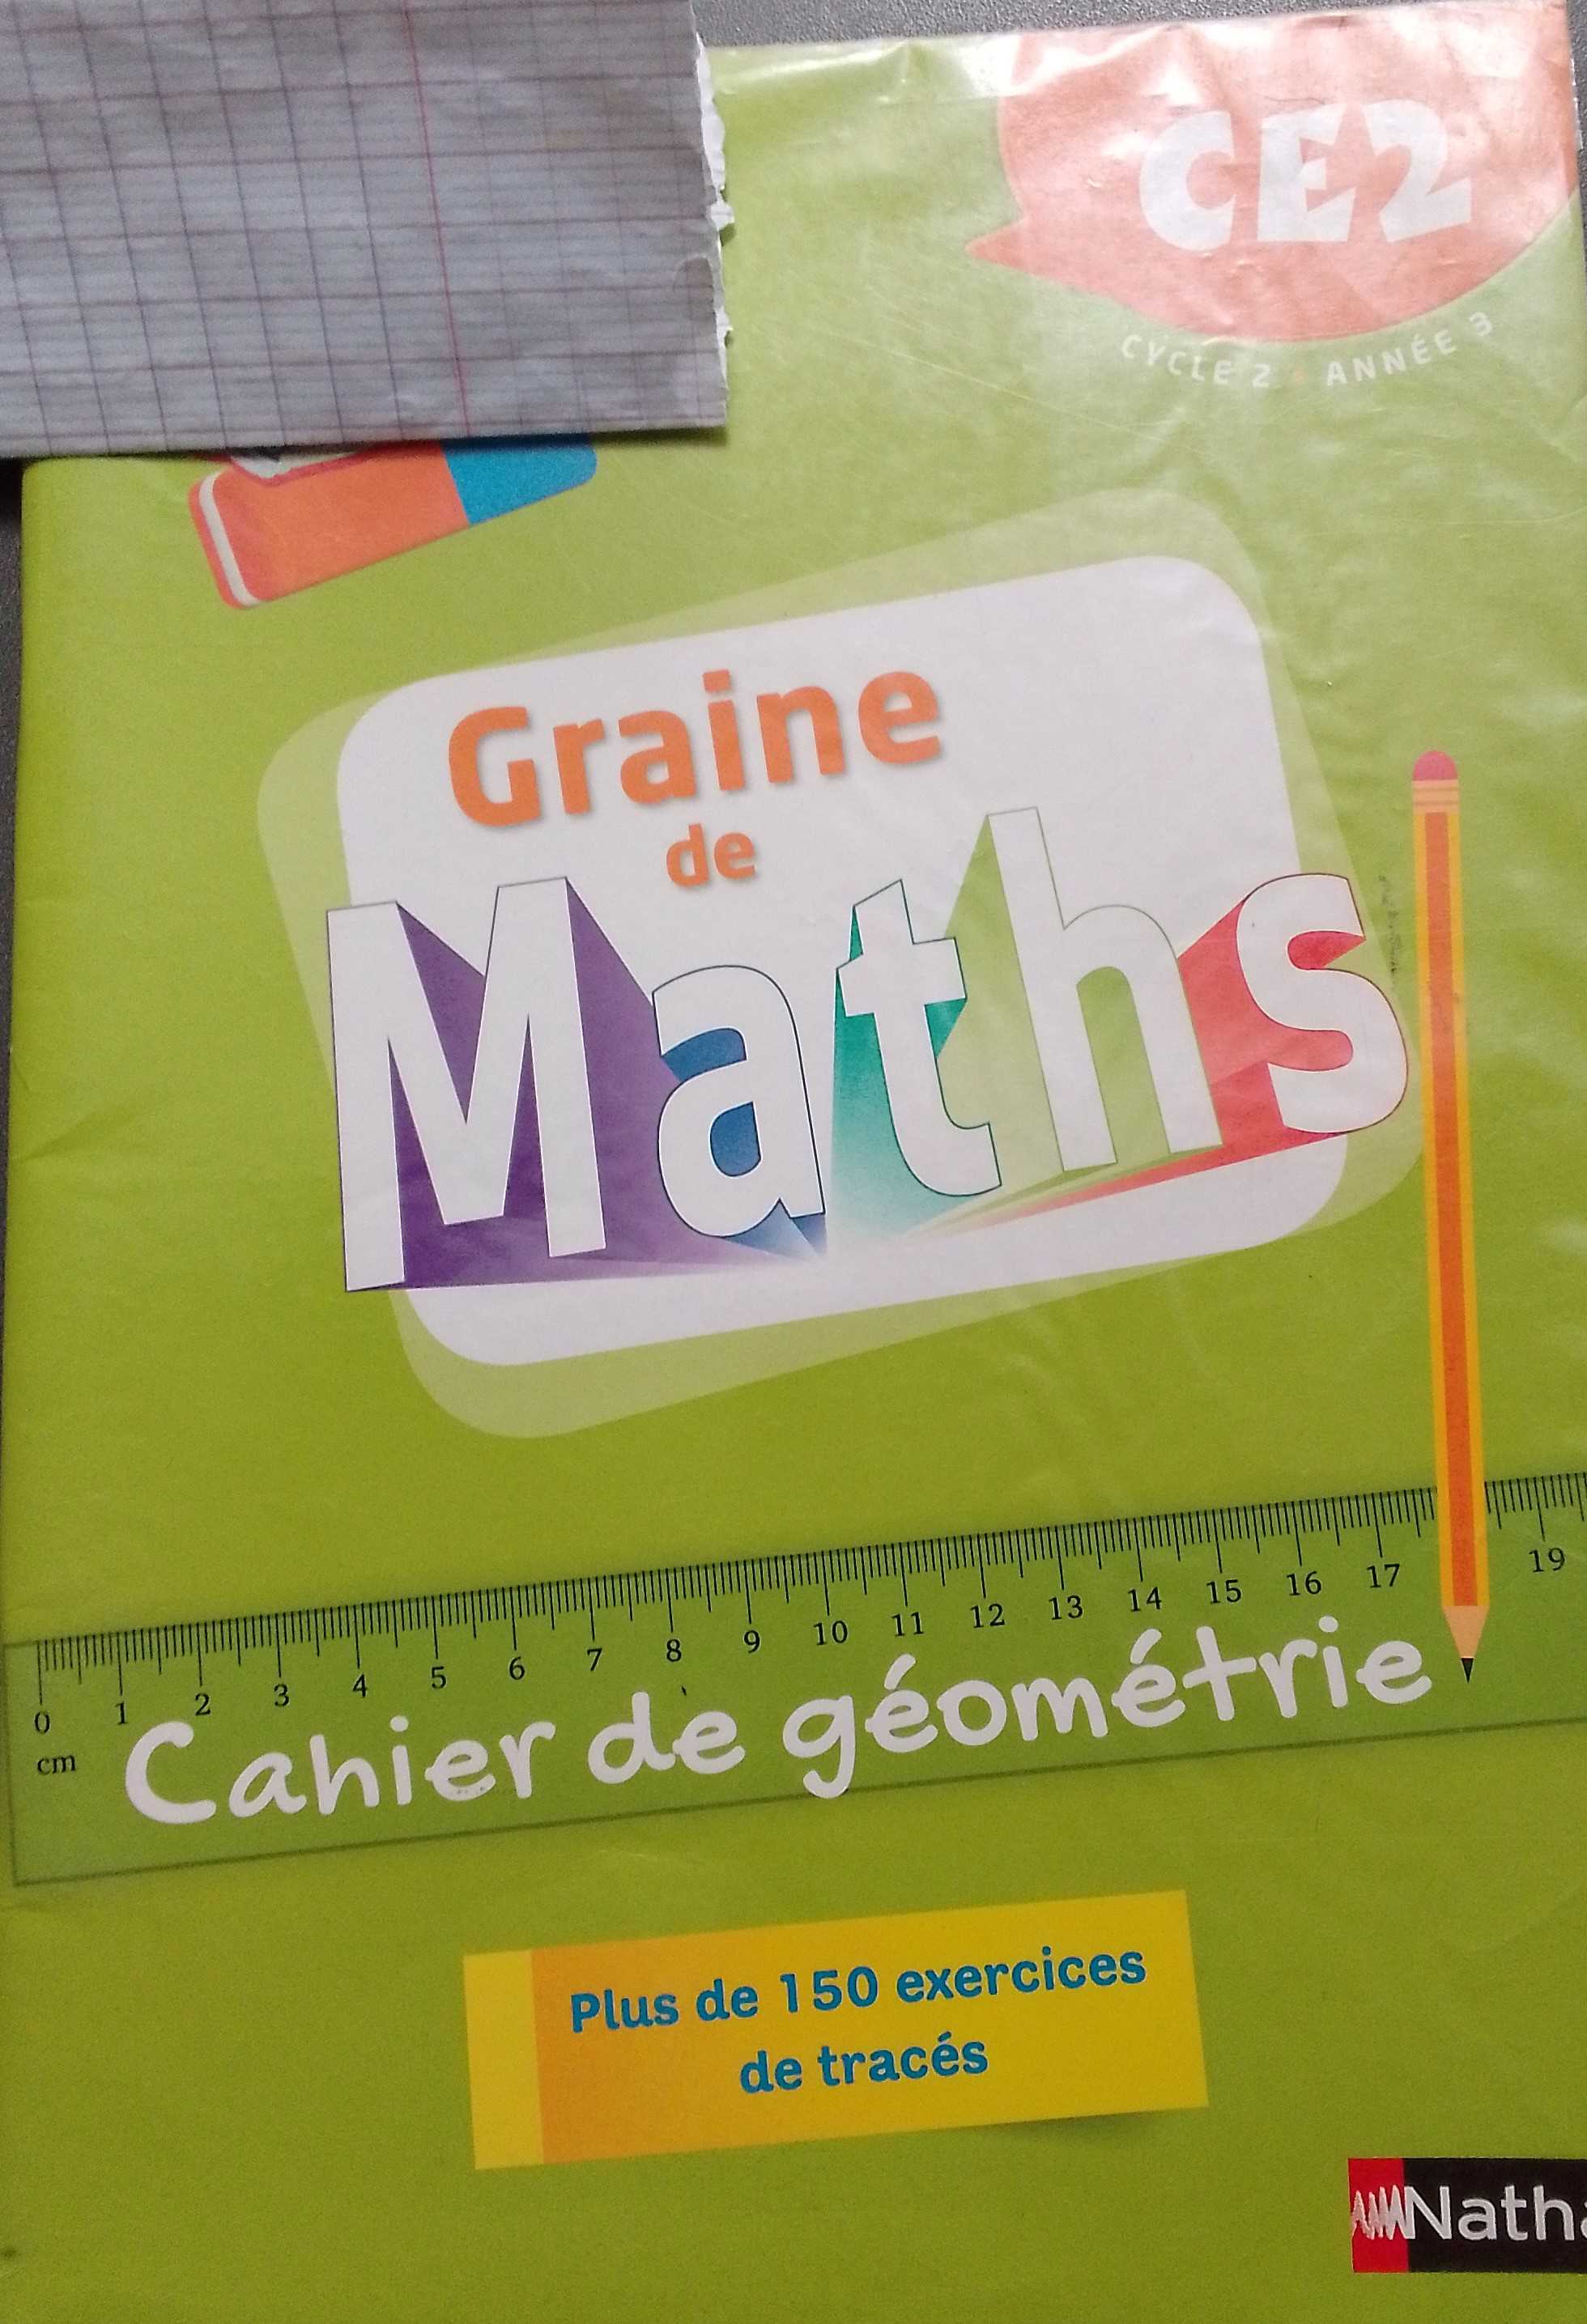 CE2
CYCLE 2 • ANNÉE 3
Graine
de
Maths
0 1 2 3 4 5 6 7 8 9 10 11 12 13 14 15 16 17 19
cm
Cahier de géométrie
Plus de 150 exercices
de tracés
Natha